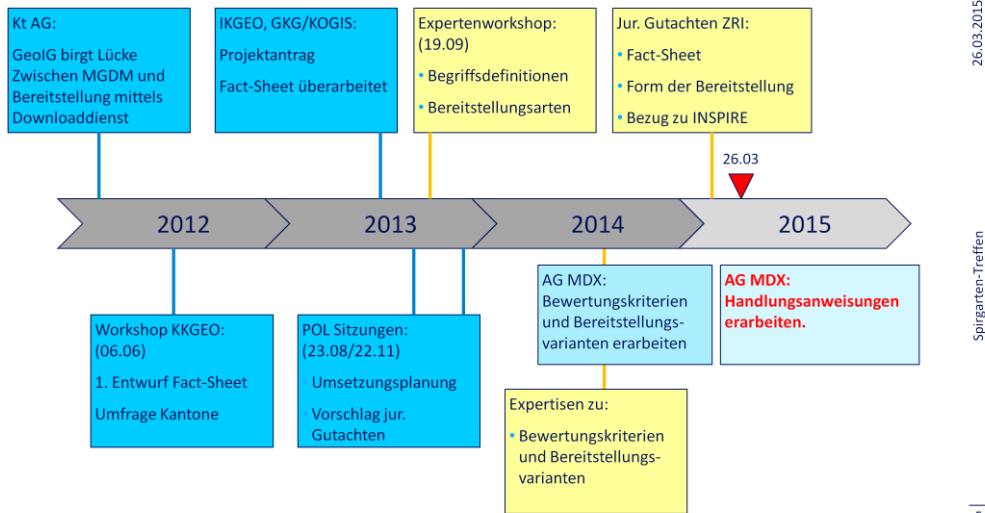 Kt AG:
GeoIG birgt Lücke
Zwischen MGDM und
Bereitstellung mittels
Downloaddienst
IKGEO, GKG/KOGIS:
Projektantrag
Fact-Sheet überarbeitet
Expertenworkshop:
(19.09)
• Begriffsdefinitionen
• Bereitstellungsarten
Jur. Gutachten ZRI:
• Fact-Sheet
• Form der Bereitstellung
• Bezug zu INSPIRE
26.03.2015
26.03
2012
2013
2014
2015
Workshop KKGEO:
(06.06)
1. Entwurf Fact-Sheet
Umfrage Kantone
POL Sitzungen:
(23.08/22.11)
• Umsetzungsplanung
• Vorschlag jur.
Gutachten
AG MDX:
Bewertungskriterien
und Bereitstellungs-
varianten erarbeiten
AG MDX:
Handlungsanweisungen
erarbeiten.
Expertisen zu:
• Bewertungskriterien
und Bereitstellungs-
varianten
Spirgarten-Treffen